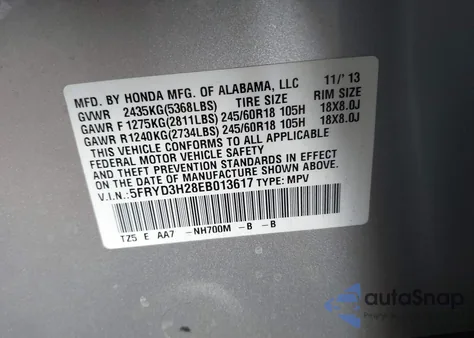 MFD. BY HONDA MFG. OF ALABAMA, LLC 11/'13
GVWR 2435KG(5368LBS) TIRE SIZE RIM SIZE
GAWR F 1275KG(2811LBS) 245/60R18 105H 18X8.0J
GAWR R 1240KG(2734LBS) 245/60R18 105H 18X8.0J
THIS VEHICLE CONFORMS TO ALL APPLICABLE
FEDERAL MOTOR VEHICLE SAFETY, BUMPER,
AND THEFT PREVENTION STANDARDS IN EFFECT
ON THE DATE OF MANUFACTURE SHOWN ABOVE.
V.I.N.:5FRYD3H28EB013617 TYPE: MPV
TZ5 E AA7 -NH700M -B -B
autoSnap